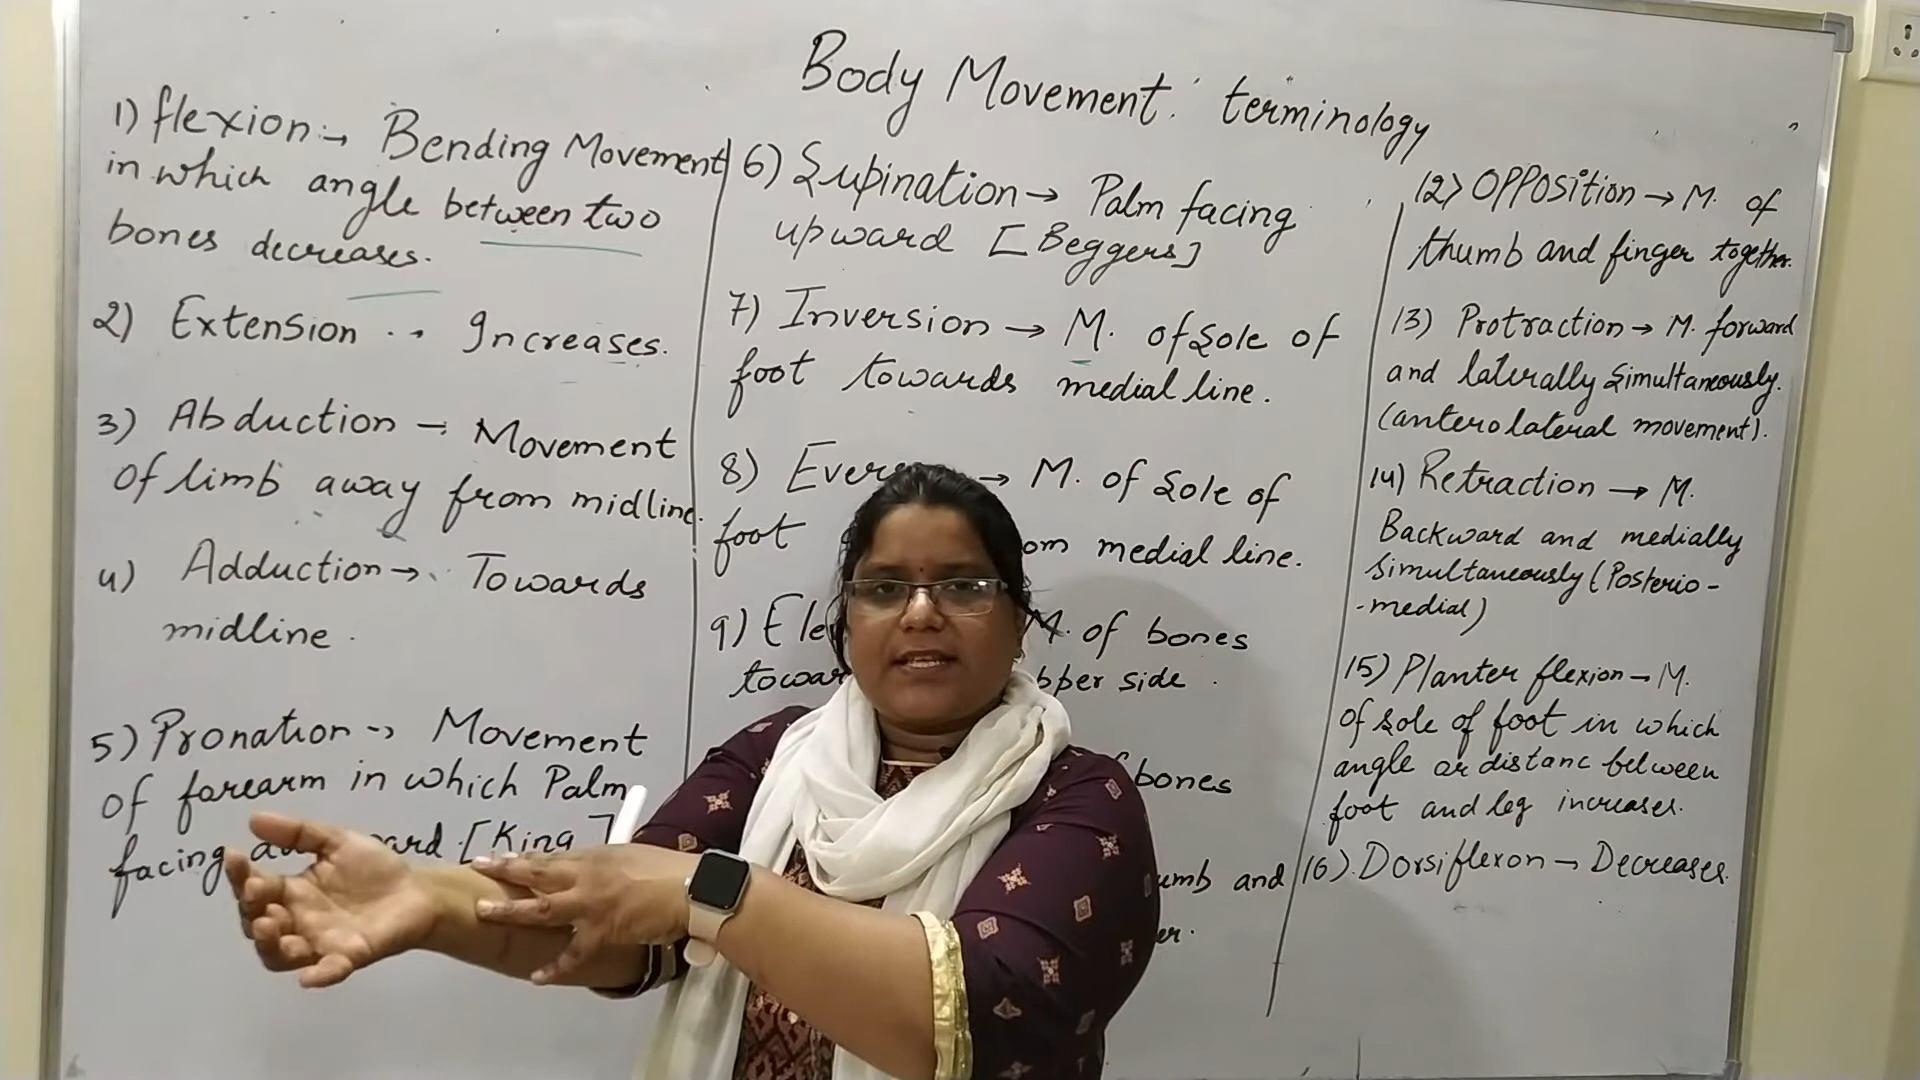 Body Movement: terminology
1) flexion:→ Bending Movement
in which angle between two
bones decreases.
2) Extension → Increases.
3) Abduction → Movement
of limb away from midline.
4) Adduction → Towards
midline.
5) Pronation → Movement
of forearm in which Palm
facing [King]
6) Supination → Palm facing
upward [Beggers]
7) Inversion → M. of Sole of
foot towards medial line.
8) → M. of Sole of
foot medial line.
9) M. of bones
side.
bones
and
12) OPPOSITION → M. of
thumb and finger together.
13) Protraction → M. forward
and laterally simultaneously.
(anterolateral movement).
14) Retraction → M.
Backward and medially
simultaneously (Posterio-
-medial)
15) Planter flexion → M.
of sole of foot in which
angle or distanc between
foot and leg increases.
16). Dorsiflexon → Decreases.